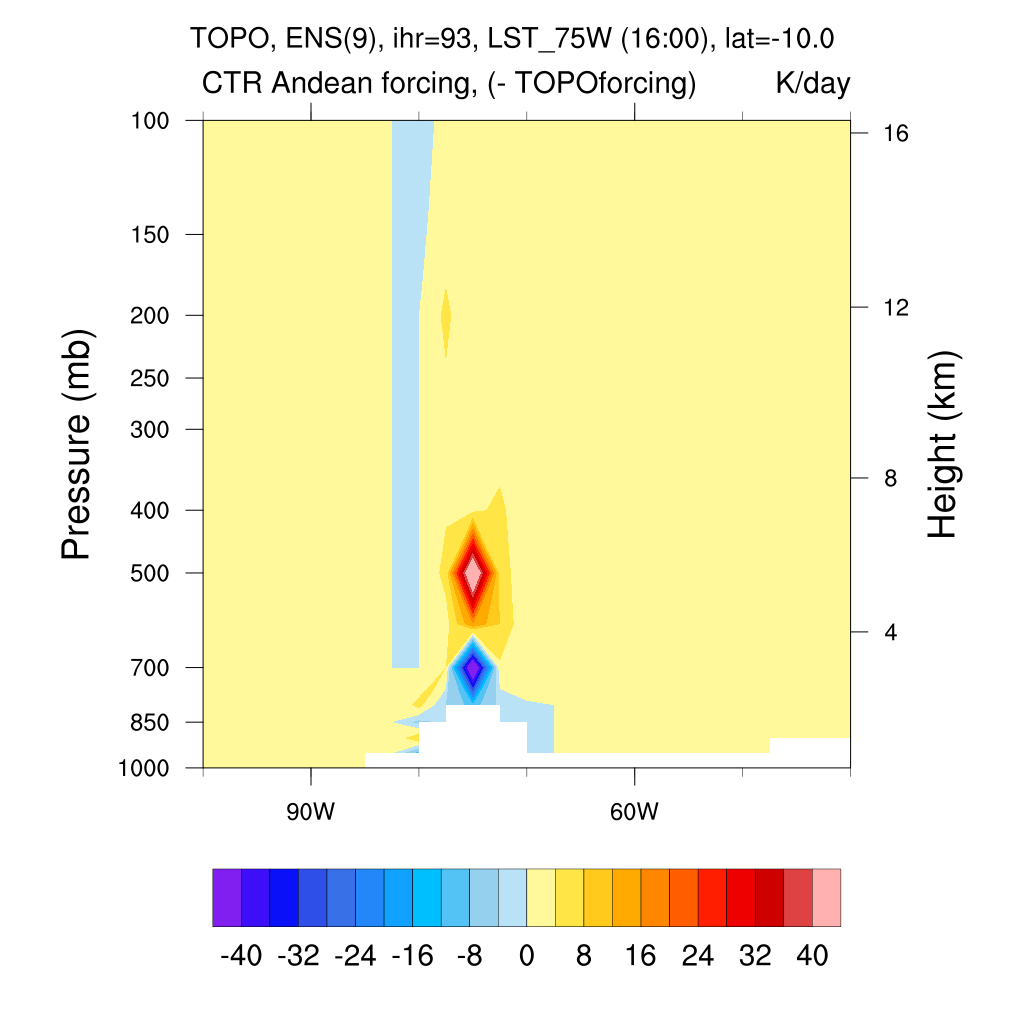 TOPO, ENS(9), ihr=93, LST_75W (16:00), lat=-10.0
CTR Andean forcing, (- TOPOforcing) K/day
100
150
200
250
300
400
500
700
850
1000
Pressure (mb)
16
12
8
4
Height (km)
90W 60W
-40 -32 -24 -16 -8 0 8 16 24 32 40